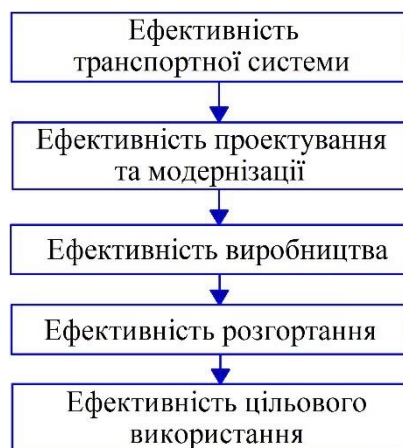 Ефективність
транспортної системи
Ефективність проектування
та модернізації
Ефективність виробництва
Ефективність розгортання
Ефективність цільового
використання